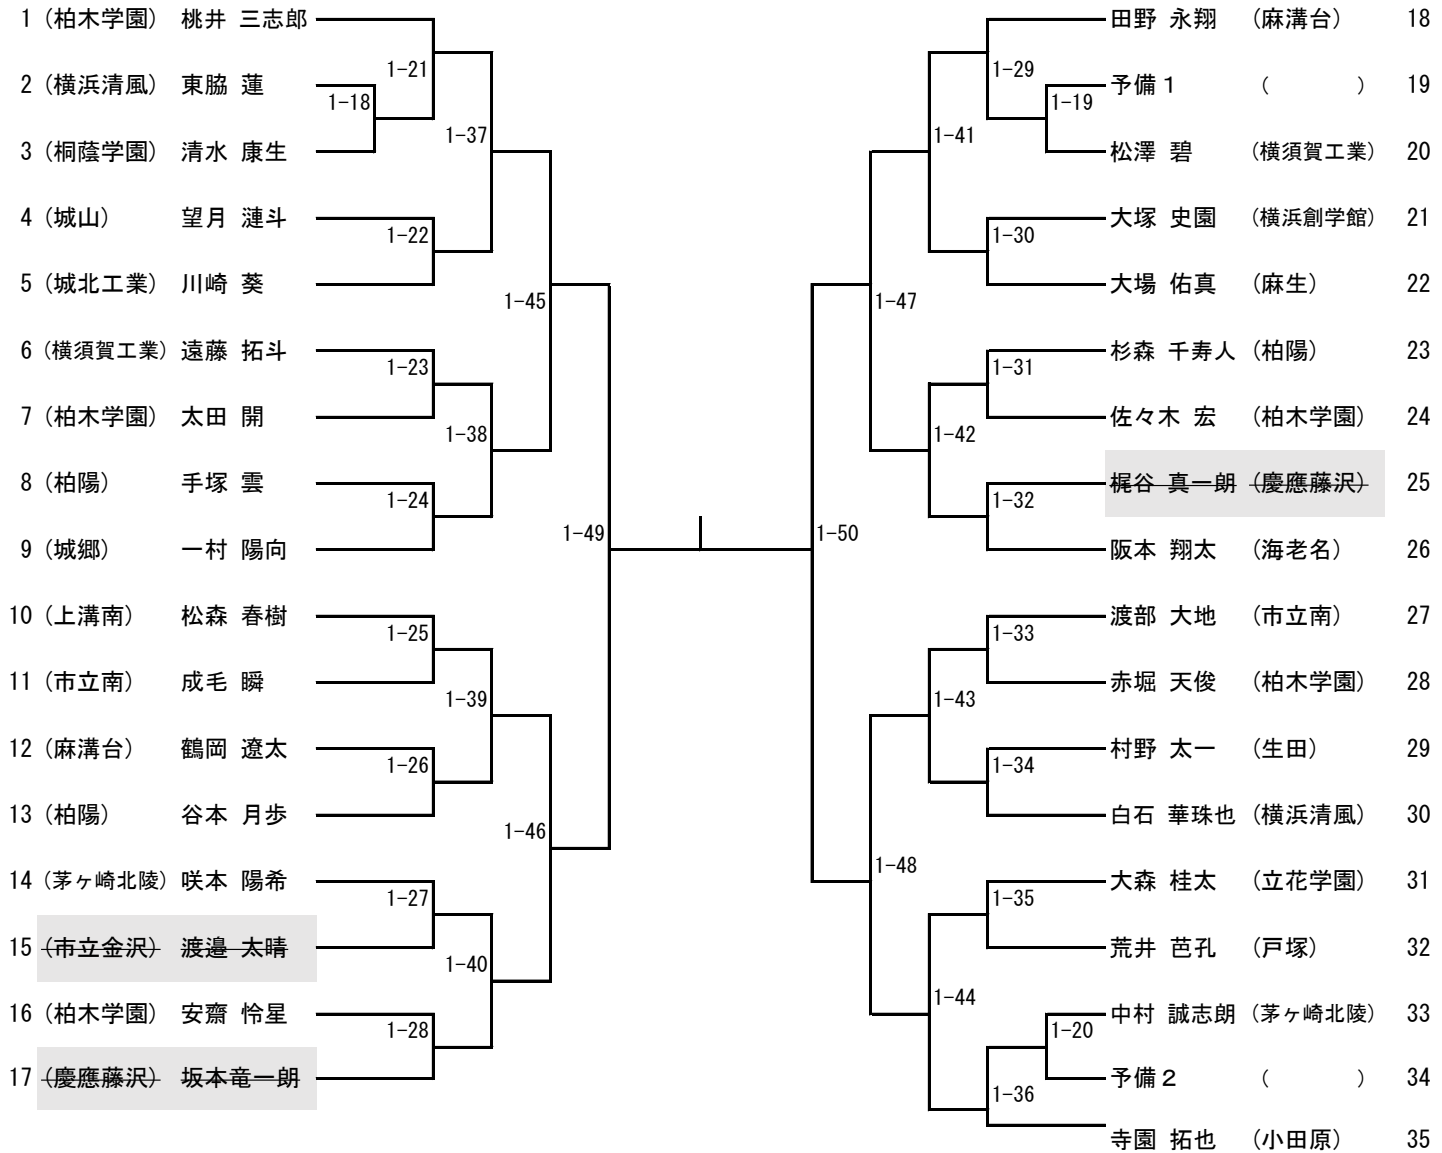 1 (柏木学園) 桃井 三志郎
1-21
2 (横浜清風) 東脇 蓮
1-18
3 (桐蔭学園) 清水 康生
1-37
4 (城山) 望月 漣斗
1-22
5 (城北工業) 川崎 葵
1-45
6 (横須賀工業) 遠藤 拓斗
1-23
7 (柏木学園) 太田 開
1-38
8 (柏陽) 手塚 雲
1-24
9 (城郷) 一村 陽向
1-49
10 (上溝南) 松森 春樹
1-25
11 (市立南) 成毛 瞬
1-39
12 (麻溝台) 鶴岡 遼太
1-26
13 (柏陽) 谷本 月歩
1-46
14 (茅ヶ崎北陵) 咲本 陽希
1-27
15 (市立金沢) 渡邉 太晴
1-40
16 (柏木学園) 安齋 怜星
1-28
17 (慶應藤沢) 坂本竜一朗
田野 永翔 (麻溝台) 18
1-29
予備1 ( ) 19
1-19
1-41
松澤 碧 (横須賀工業) 20
大塚 史園 (横浜創学館) 21
1-30
大場 佑真 (麻生) 22
1-47
杉森 千寿人 (柏陽) 23
1-31
佐々木 宏 (柏木学園) 24
1-42
梶谷 真一朗 (慶應藤沢) 25
1-32
阪本 翔太 (海老名) 26
1-50
渡部 大地 (市立南) 27
1-33
赤堀 天俊 (柏木学園) 28
1-43
村野 太一 (生田) 29
1-34
白石 華珠也 (横浜清風) 30
1-48
大森 桂太 (立花学園) 31
1-35
荒井 芭孔 (戸塚) 32
1-44
中村 誠志朗 (茅ヶ崎北陵) 33
1-20
予備2 ( ) 34
1-36
寺園 拓也 (小田原) 35